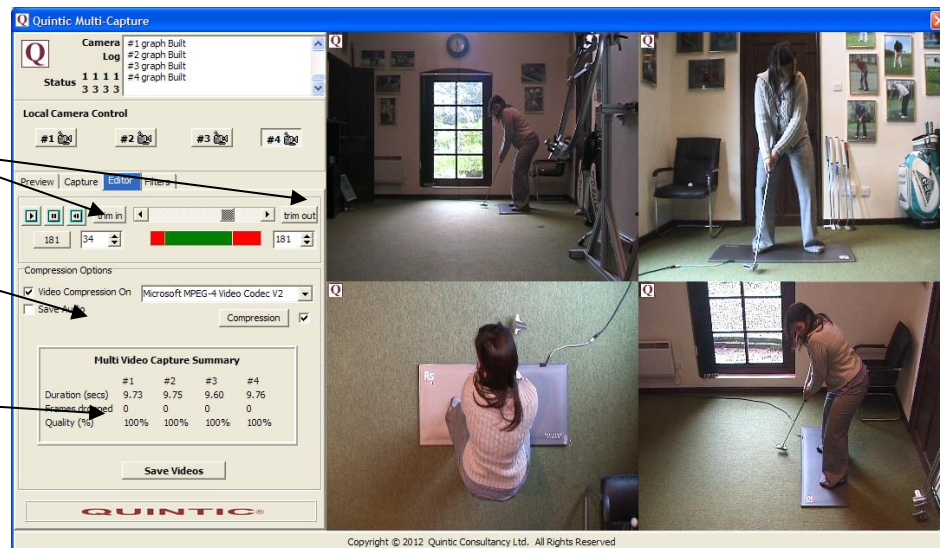 Quintic Multi-Capture
Q
Camera Log
#1 graph Built
#2 graph Built
#3 graph Built
#4 graph Built
Status 1 1 1 1
3 3 3 3
Local Camera Control
#1 #2 #3 #4
Preview Capture Editor Filters
trim in trim out
181 34 181
Compression Options
Video Compression On Microsoft MPEG-4 Video Codec V2
Save Audio
Compression
Multi Video Capture Summary
#1 #2 #3 #4
Duration (secs) 9.73 9.75 9.60 9.76
Frames dropped 0 0 0 0
Quality (%) 100% 100% 100% 100%
Save Videos
QUINTIC®
Q
Q
Q
Q
Copyright © 2012 Quintic Consultancy Ltd. All Rights Reserved